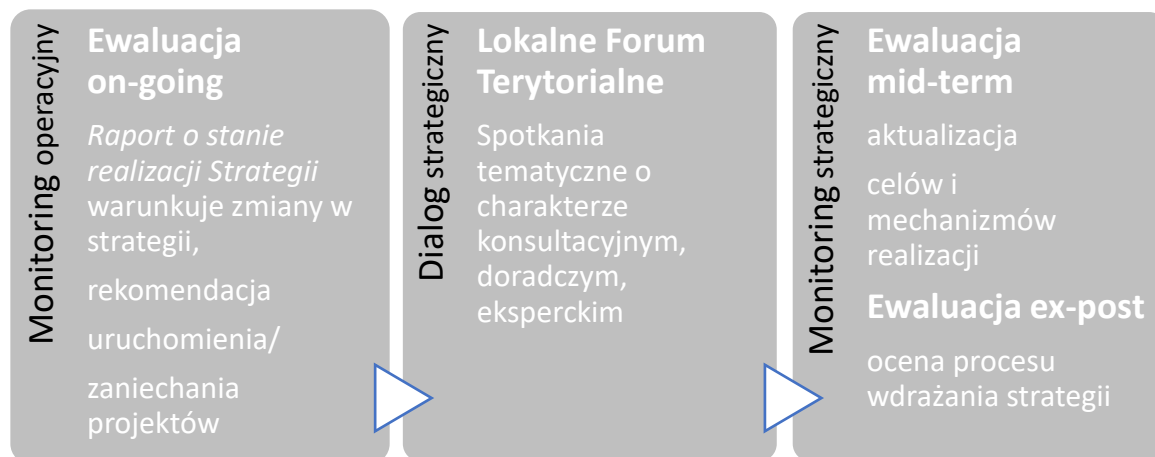 Monitoring operacyjny
Ewaluacja
on-going
Raport o stanie
realizacji Strategii
warunkuje zmiany w
strategii,
rekomendacja
uruchomienia/
zaniechania
projektów
Dialog strategiczny
Lokalne Forum
Terytorialne
Spotkania
tematyczne o
charakterze
konsultacyjnym,
doradczym,
eksperckim
Monitoring strategiczny
Ewaluacja
mid-term
aktualizacja
celów i
mechanizmów
realizacji
Ewaluacja ex-post
ocena procesu
wdrażania strategii